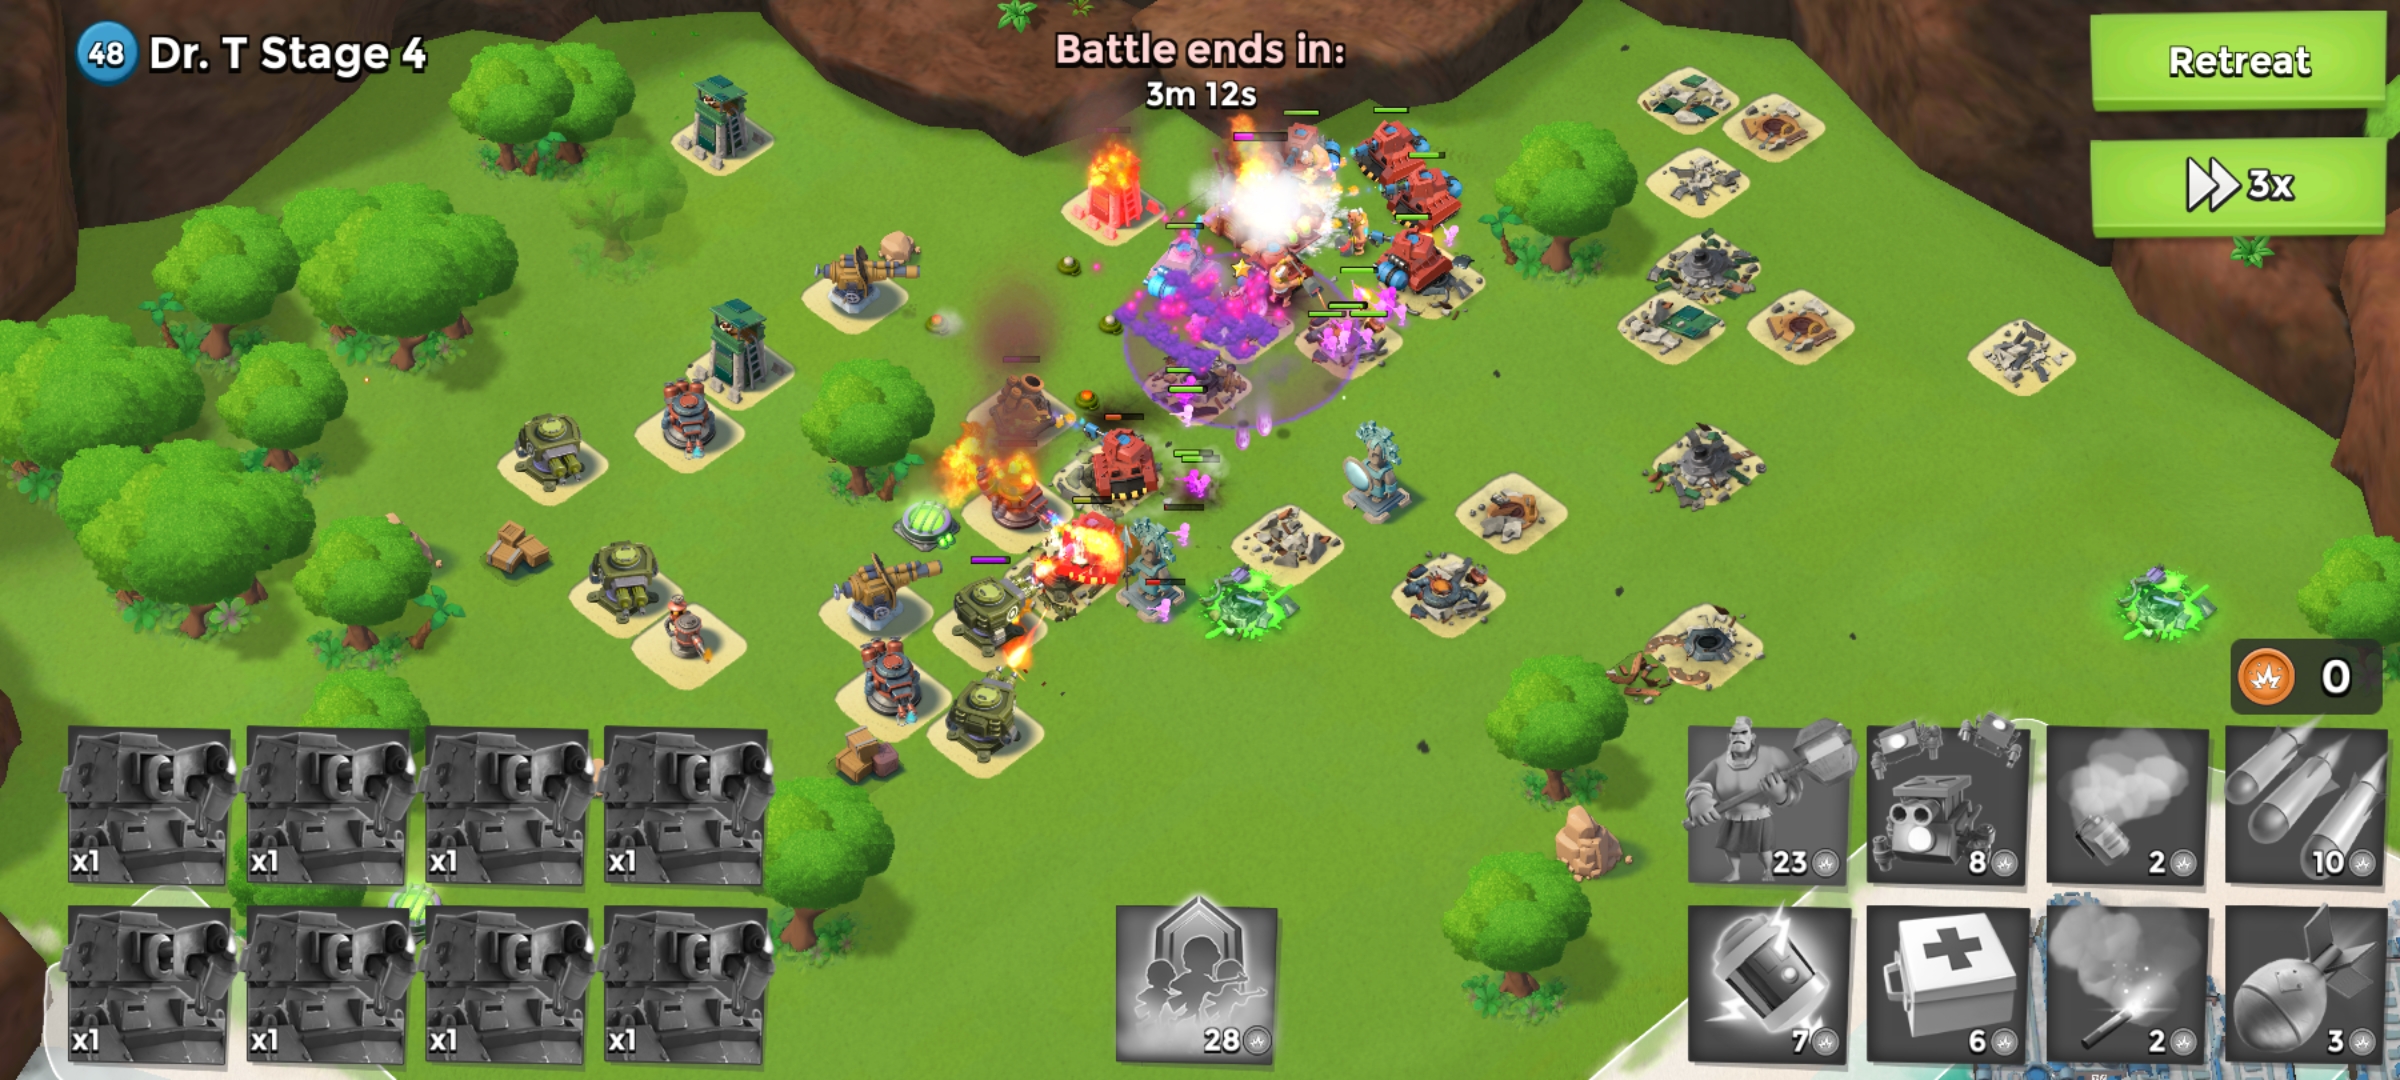 48 Dr. T Stage 4
Battle ends in:
3m 12s
Retreat
3x
0
x1 x1 x1 x1
23 8 2 10
x1 x1 x1 x1
28
7 6 2 3